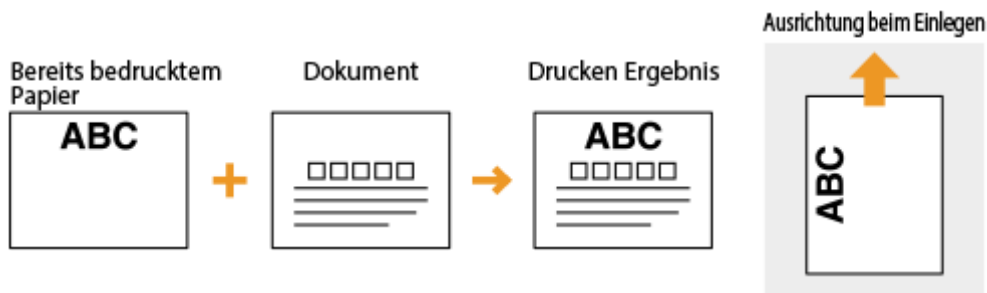 Ausrichtung beim Einlegen
Bereits bedrucktem
Papier
Dokument
Drucken Ergebnis
ABC
ABC
ABC